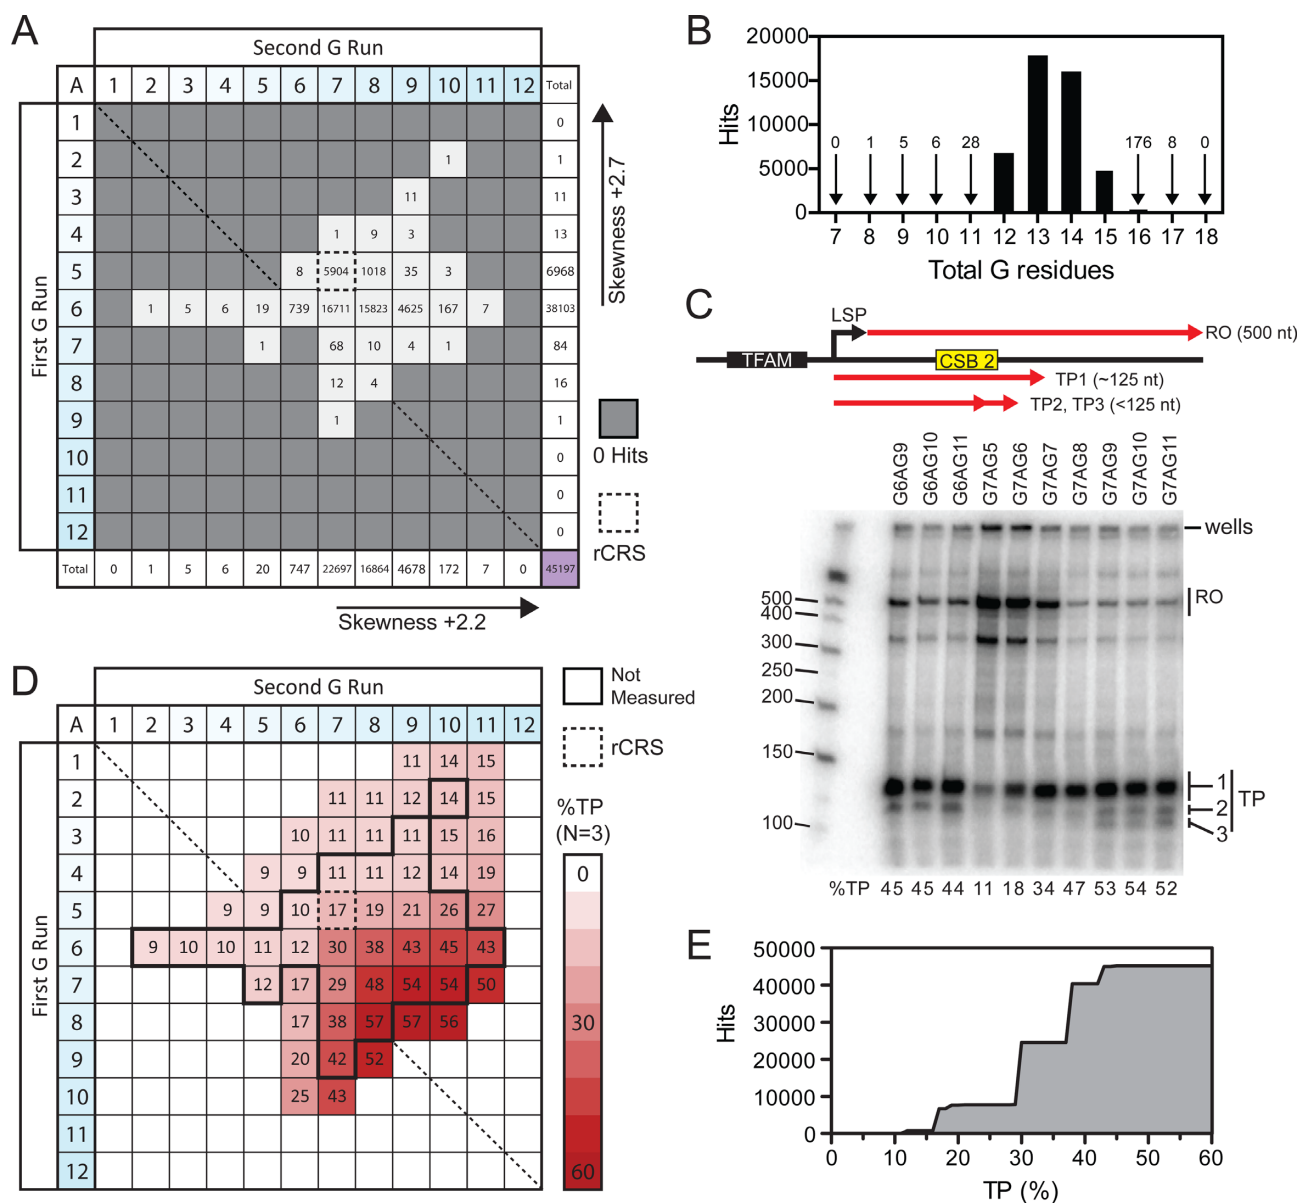 A
Second G Run
A 1 2 3 4 5 6 7 8 9 10 11 12 Total
First G Run
1 0
2 1 1
3 11 11
4 1 9 3 13
5 8 5904 1018 35 3 6968
6 1 5 6 19 739 16711 15823 4625 167 7 38103
7 1 68 10 4 1 84
8 12 4 16
9 1 1
10 0
11 0
12 0
Total 0 1 5 6 20 747 22697 16864 4678 172 7 0 45197
Skewness +2.7
Skewness +2.2
0 Hits
rCRS
B
Hits
20000
15000
10000
5000
0
0 1 5 6 28 176 8 0
7 8 9 10 11 12 13 14 15 16 17 18
Total G residues
C
LSP
RO (500 nt)
TFAM
CSB 2
TP1 (~125 nt)
TP2, TP3 (<125 nt)
G6AG9 G6AG10 G6AG11 G7AG5 G7AG6 G7AG7 G7AG8 G7AG9 G7AG10 G7AG11
wells
500
400
300
250
200
150
100
RO
1
2
3
TP
%TP 45 45 44 11 18 34 47 53 54 52
D
Second G Run
A 1 2 3 4 5 6 7 8 9 10 11 12
First G Run
1 11 14 15
2 11 11 12 14 15
3 10 11 11 11 15 16
4 9 9 11 11 12 14 19
5 9 9 10 17 19 21 26 27
6 9 10 10 11 12 30 38 43 45 43
7 12 17 29 48 54 54 50
8 17 38 57 57 56
9 20 42 52
10 25 43
11
12
Not
Measured
rCRS
%TP
(N=3)
0
30
60
E
Hits
50000
40000
30000
20000
10000
0
0 10 20 30 40 50 60
TP (%)